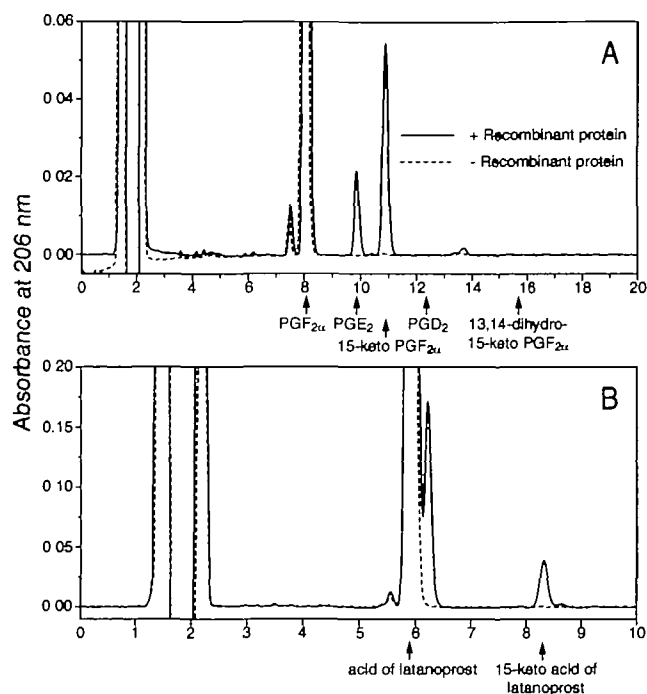 0.06
A
0 04
+ Recombinant protein
- Recombinant protein
0 02
0 00
0 2 4 6 8 10 12 14 16 18 20
PGF2α PGE2 PGD2 13,14-dihydro-
15-keto PGF2α 15-keto PGF2α
Absorbance at 206 nm
0.20
B
0.15
0.10
0.05
0 00
0 1 2 3 4 5 6 7 8 9 10
acid of latanoprost 15-keto acid of
latanoprost